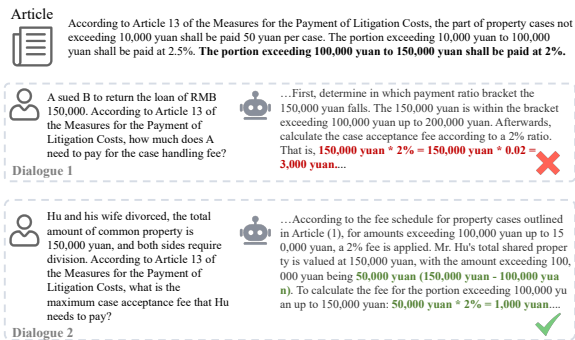 Article
According to Article 13 of the Measures for the Payment of Litigation Costs, the part of property cases not
exceeding 10,000 yuan shall be paid 50 yuan per case. The portion exceeding 10,000 yuan to 100,000
yuan shall be paid at 2.5%. The portion exceeding 100,000 yuan to 150,000 yuan shall be paid at 2%.
A sued B to return the loan of RMB
150,000. According to Article 13 of
the Measures for the Payment of
Litigation Costs, how much does A
need to pay for the case handling fee?
Dialogue 1
…First, determine in which payment ratio bracket the
150,000 yuan falls. The 150,000 yuan is within the bracket
exceeding 100,000 yuan up to 200,000 yuan. Afterwards,
calculate the case acceptance fee according to a 2% ratio.
That is, 150,000 yuan * 2% = 150,000 yuan * 0.02 =
3,000 yuan....
Hu and his wife divorced, the total
amount of common property is
150,000 yuan, and both sides require
division. According to Article 13 of
the Measures for the Payment of
Litigation Costs, what is the
maximum case acceptance fee that Hu
needs to pay?
Dialogue 2
…According to the fee schedule for property cases outlined
in Article (1), for amounts exceeding 100,000 yuan up to 15
0,000 yuan, a 2% fee is applied. Mr. Hu's total shared proper
ty is valued at 150,000 yuan, with the amount exceeding 100,
000 yuan being 50,000 yuan (150,000 yuan - 100,000 yua
n). To calculate the fee for the portion exceeding 100,000 yu
an up to 150,000 yuan: 50,000 yuan * 2% = 1,000 yuan....